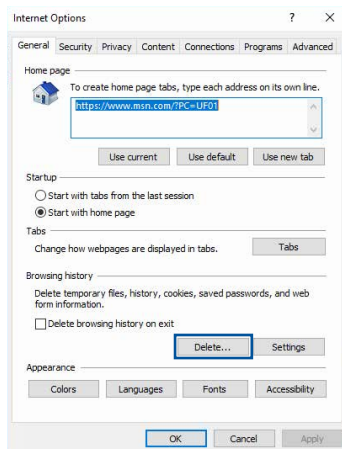 Internet Options
?
General Security Privacy Content Connections Programs Advanced
Home page
To create home page tabs, type each address on its own line.
https://www.msn.com/?PC=UF01
Use current Use default Use new tab
Startup
Start with tabs from the last session
Start with home page
Tabs
Change how webpages are displayed in tabs. Tabs
Browsing history
Delete temporary files, history, cookies, saved passwords, and web
form information.
Delete browsing history on exit
Delete... Settings
Appearance
Colors Languages Fonts Accessibility
OK Cancel Apply